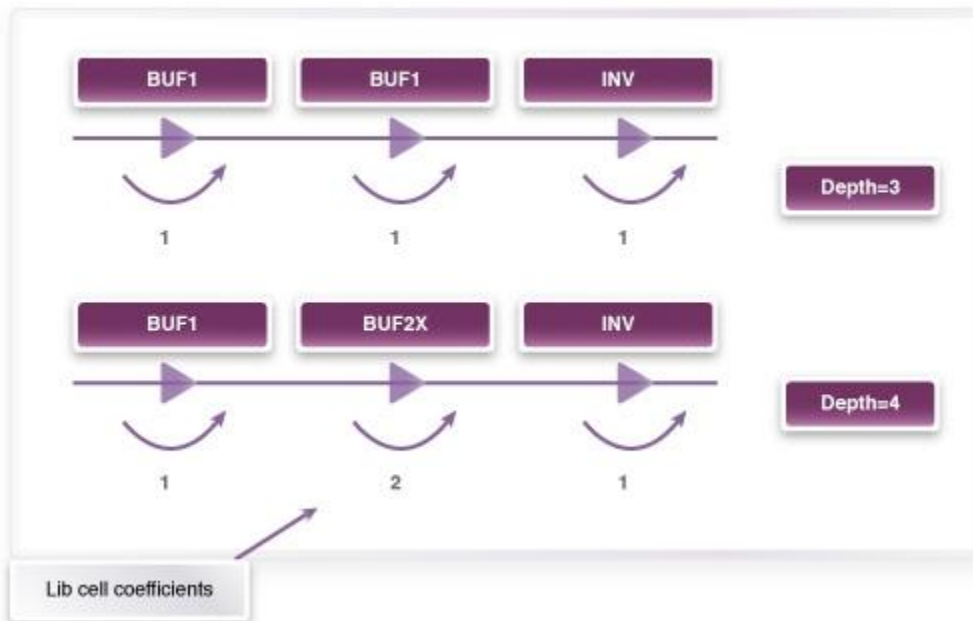 BUF1 BUF1 INV
Depth=3
1 1 1
BUF1 BUF2X INV
Depth=4
1 2 1
Lib cell coefficients